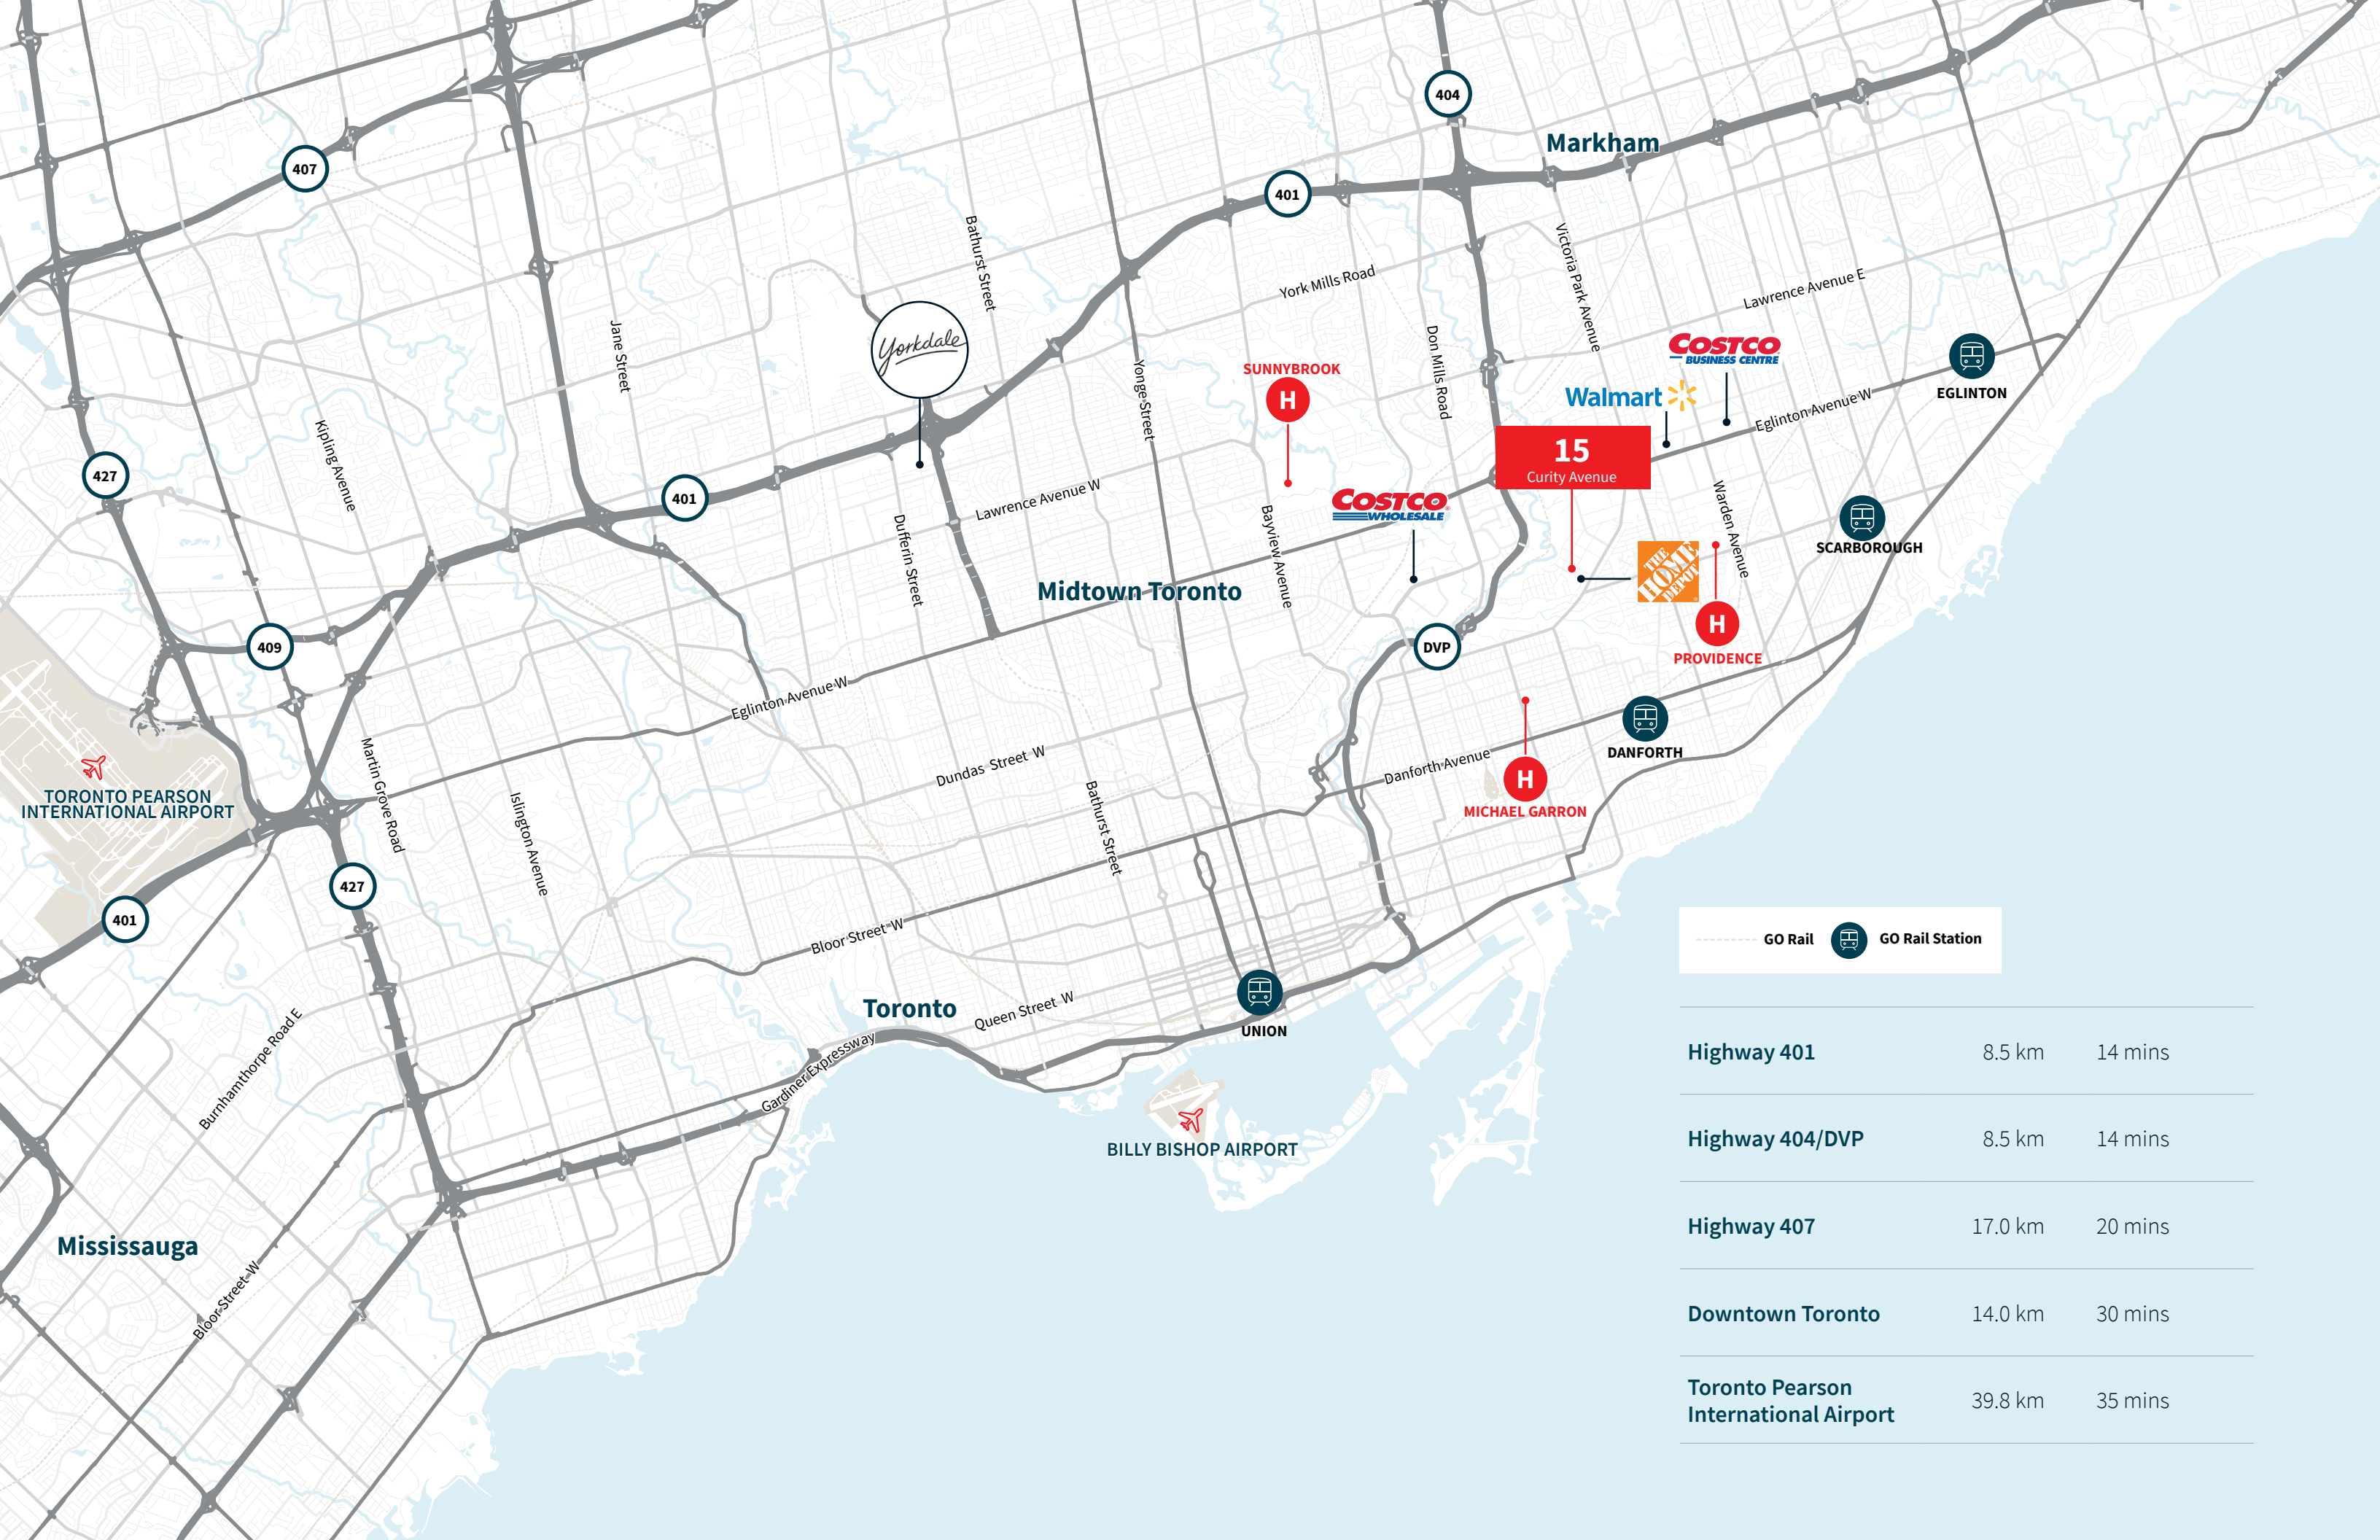 404
Markham
407
401
Bathurst Street
York Mills Road
Victoria Park Avenue
Lawrence Avenue E
Yorkdale
Jane Street
Yonge Street
Don Mills Road
COSTCO
BUSINESS CENTRE
SUNNYBROOK
H
Walmart
EGLINTON
Eglinton Avenue W
15
Curity Avenue
427
Kipling Avenue
401
Lawrence Avenue W
COSTCO
WHOLESALE
Bayview Avenue
Dufferin Street
Warden Avenue
SCARBOROUGH
THE
HOME
DEPOT
Midtown Toronto
409
DVP
H
PROVIDENCE
Eglinton Avenue W
DANFORTH
Danforth Avenue
H
MICHAEL GARRON
Dundas Street W
Martin Grove Road
TORONTO PEARSON
INTERNATIONAL AIRPORT
Islington Avenue
Bathurst Street
427
401
Bloor Street W
Toronto
Queen Street W
UNION
Gardiner Expressway
Burnhamthorpe Road E
BILLY BISHOP AIRPORT
Mississauga
Bloor Street W
GO Rail GO Rail Station
Highway 401 8.5 km 14 mins
Highway 404/DVP 8.5 km 14 mins
Highway 407 17.0 km 20 mins
Downtown Toronto 14.0 km 30 mins
Toronto Pearson
International Airport 39.8 km 35 mins